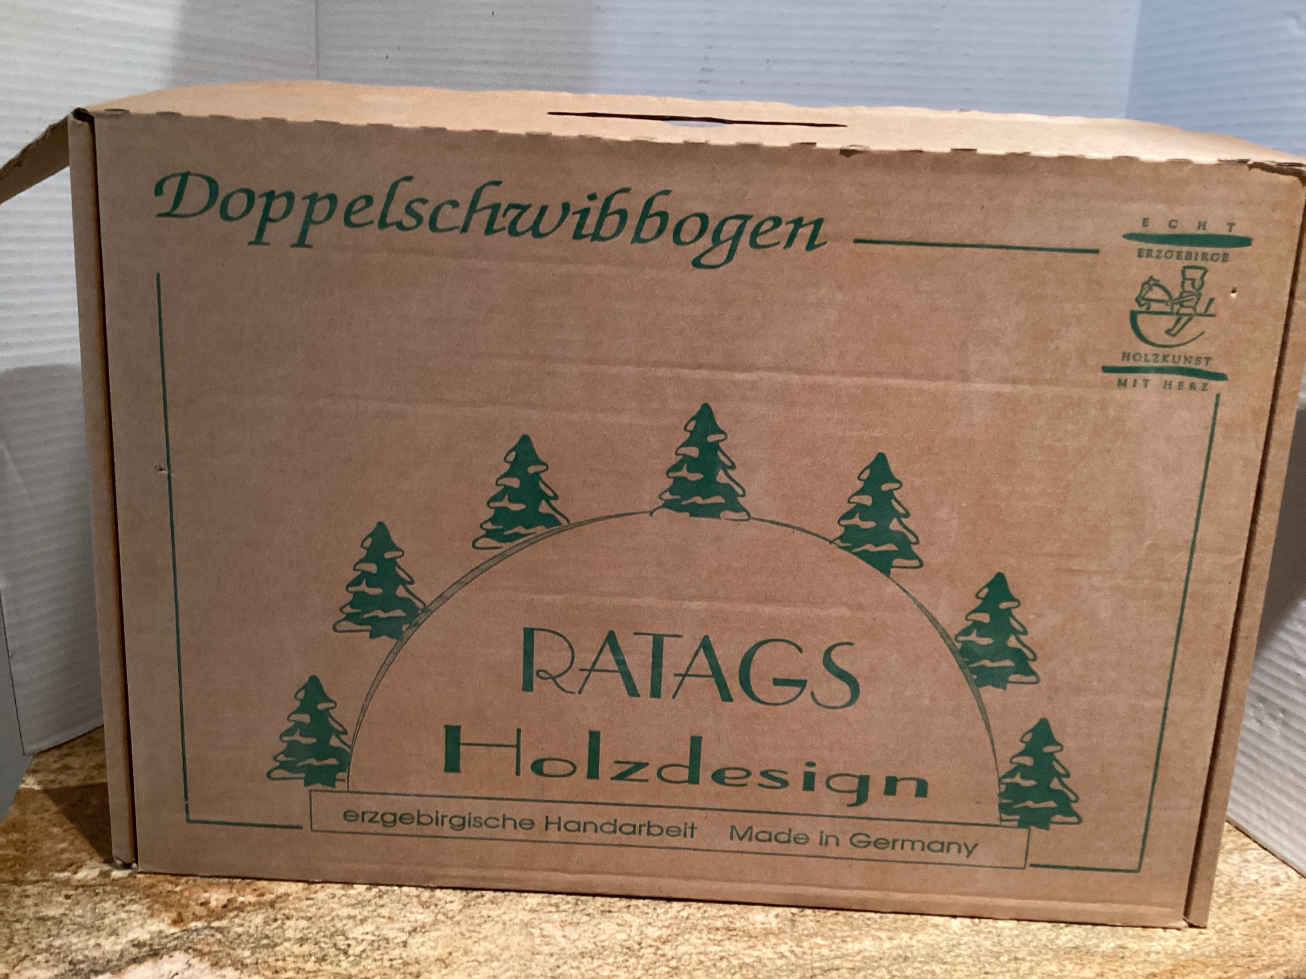 Doppelschwibbogen
ECHT
ERZGEBIRGE
HOLZKUNST
MIT HERZ
RATAGS
Holzdesign
erzgebirgische Handarbeit Made in Germany